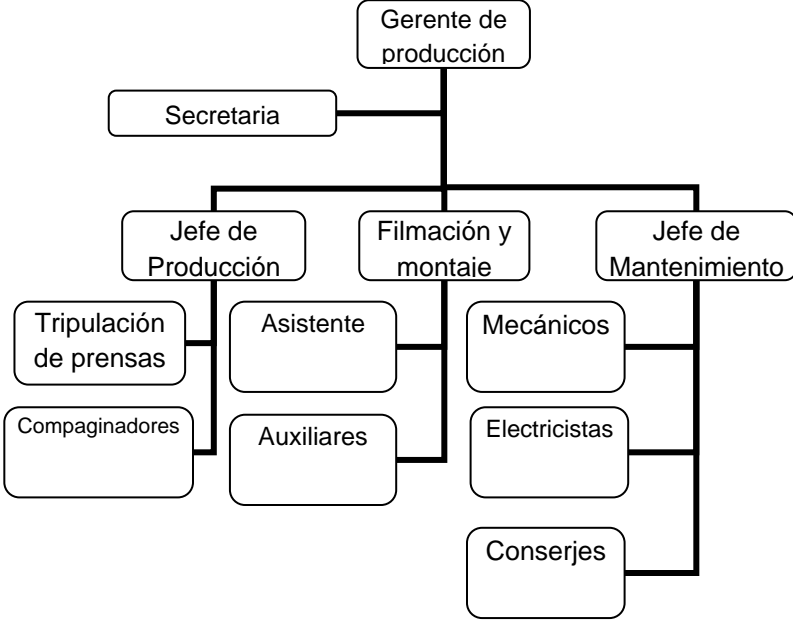 Gerente de
producción
Secretaria
Jefe de
Producción
Filmación y
montaje
Jefe de
Mantenimiento
Tripulación
de prensas
Asistente
Mecánicos
Compaginadores
Auxiliares
Electricistas
Conserjes